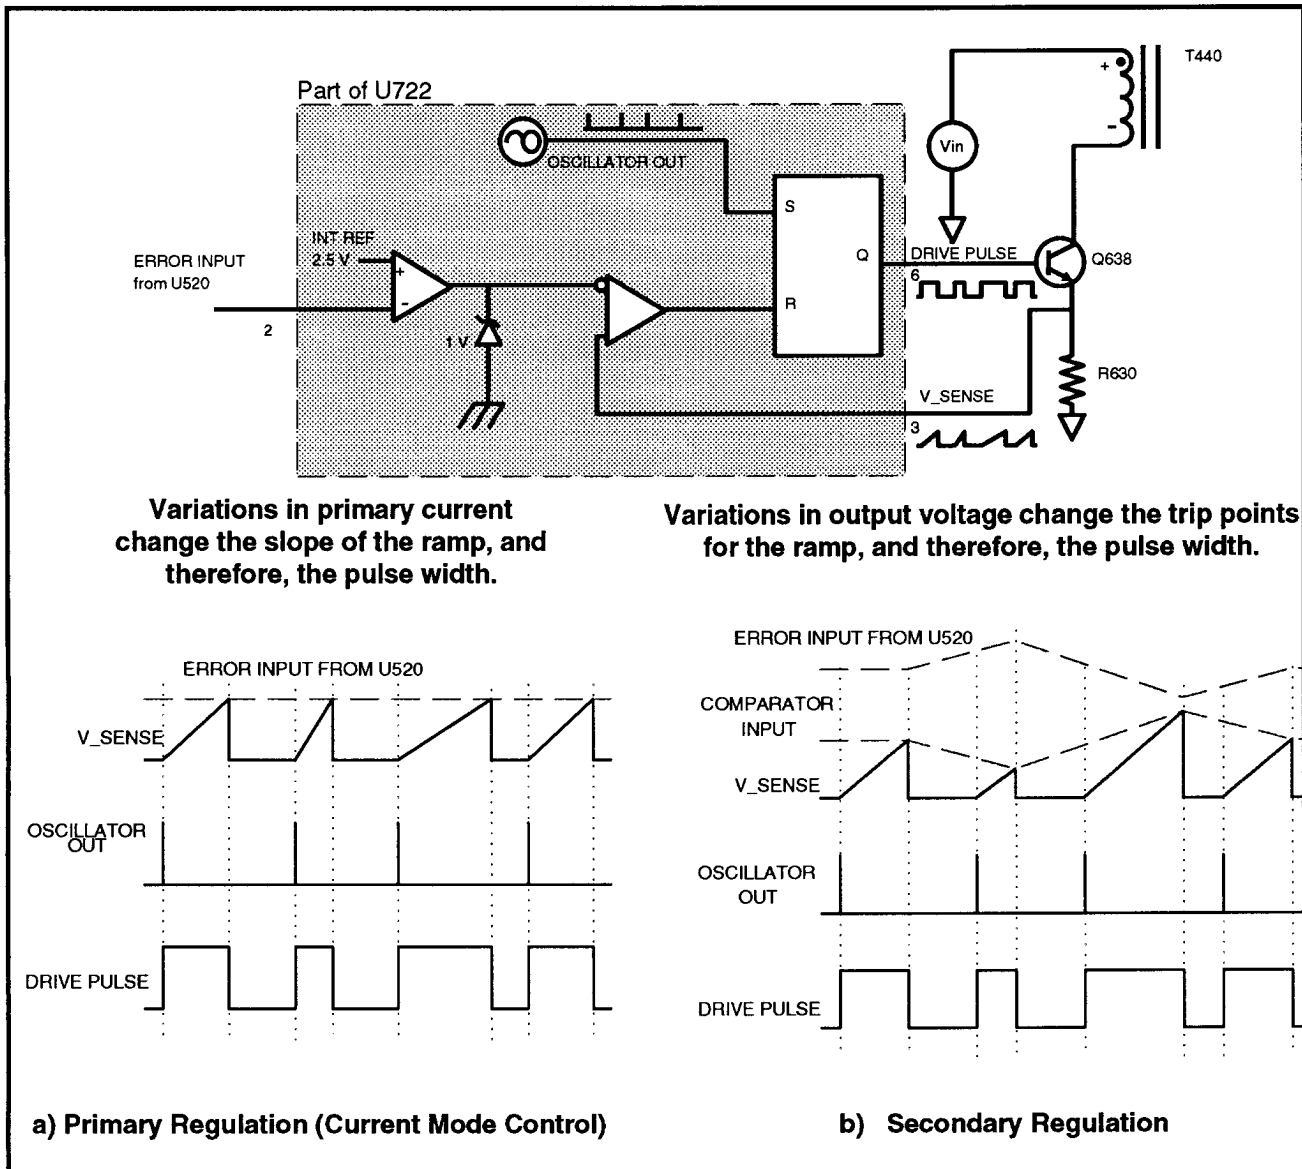 Part of U722
T440
+
-
Vin
OSCILLATOR OUT
S
INT REF
2.5 V
+
-
ERROR INPUT
from U520
2
Q
DRIVE PULSE
6
Q638
R
1 V
R630
V_SENSE
3
Variations in primary current
change the slope of the ramp, and
therefore, the pulse width.
Variations in output voltage change the trip points
for the ramp, and therefore, the pulse width.
ERROR INPUT FROM U520
V_SENSE
OSCILLATOR
OUT
DRIVE PULSE
a) Primary Regulation (Current Mode Control)
ERROR INPUT FROM U520
COMPARATOR
INPUT
V_SENSE
OSCILLATOR
OUT
DRIVE PULSE
b) Secondary Regulation